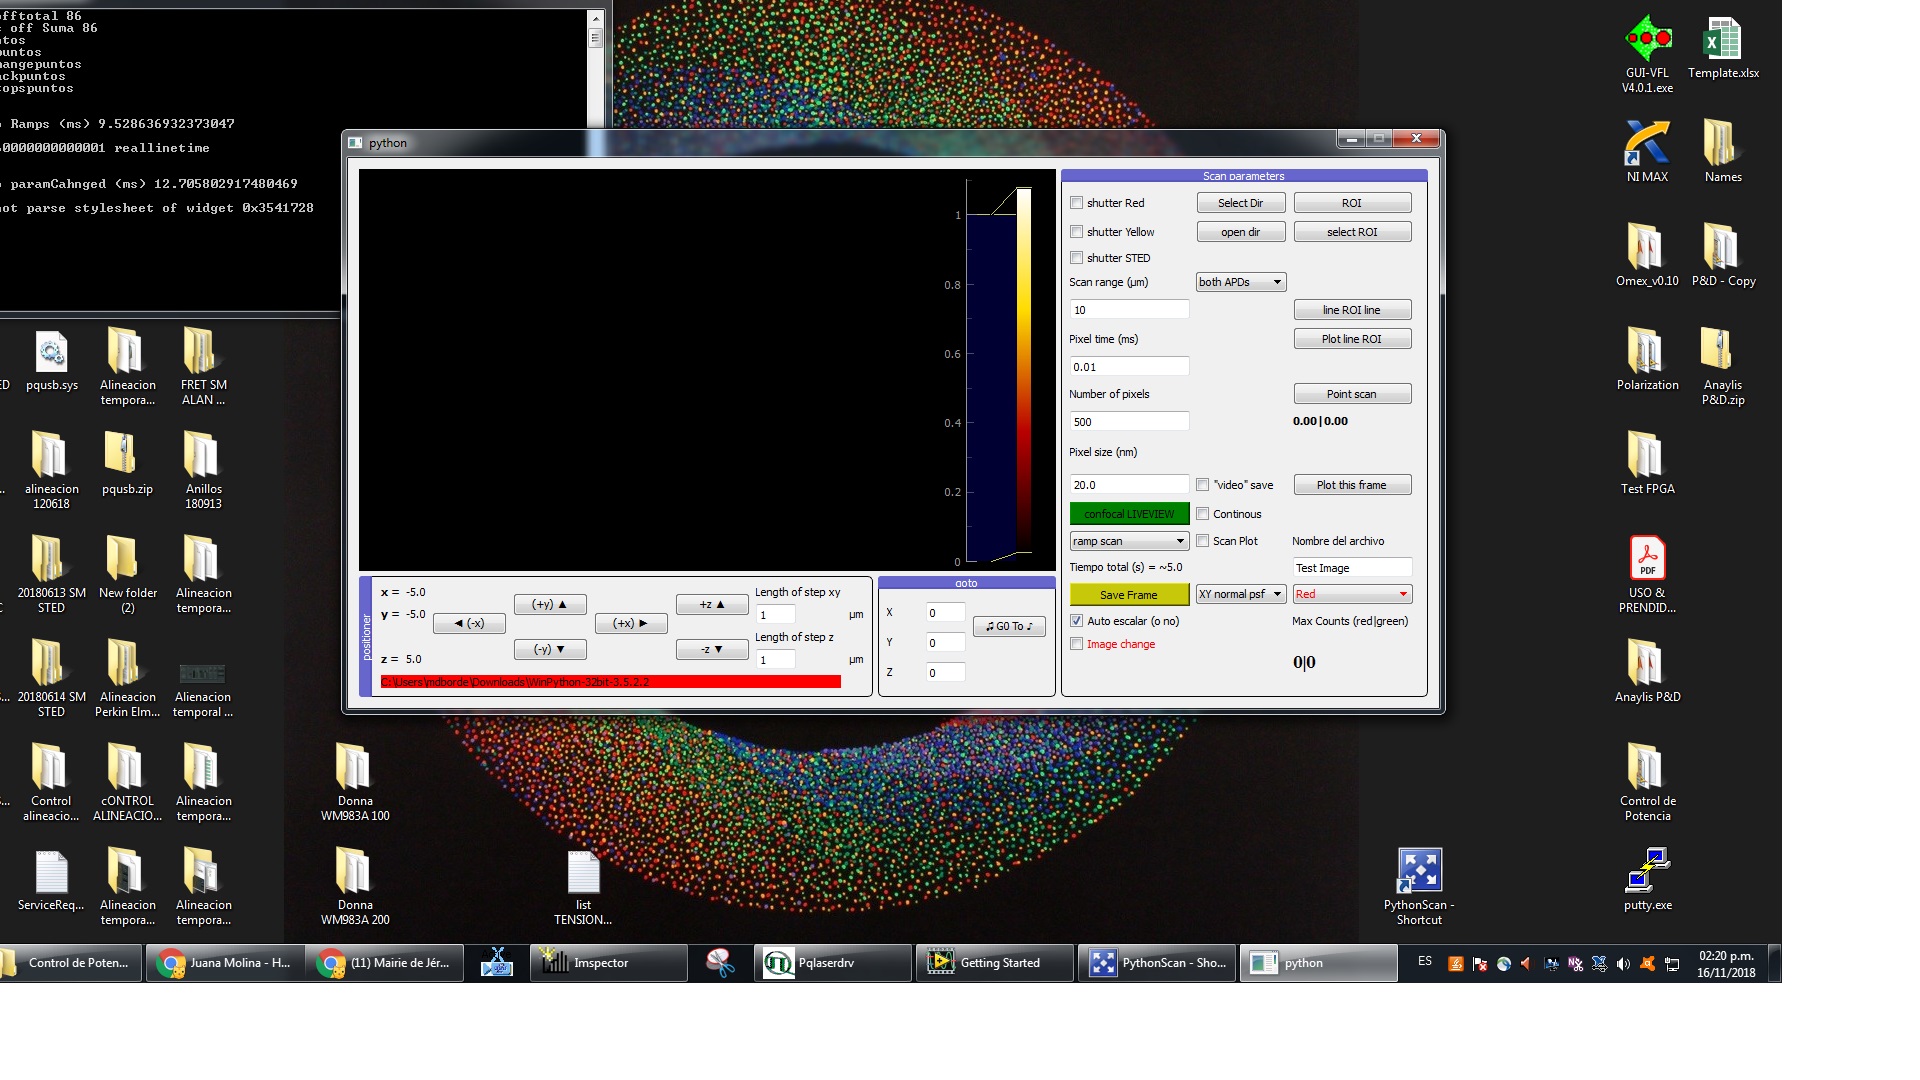 offtotal 86
off Suma 86
ntos
puntos
hangepuntos
ackpuntos
topspuntos
Ramps (ms) 9.528636932373047
60000000000001 reallinetime
paramCahnged (ms) 12.705802917480469
not parse stylesheet of widget 0x3541728
python
1
0.8
0.6
0.4
0.2
0
Scan parameters
shutter Red
Select Dir
ROI
shutter Yellow
open dir
select ROI
shutter STED
Scan range (µm)
both APDs
10
line ROI line
Pixel time (ms)
Plot line ROI
0.01
Number of pixels
Point scan
500
0.00|0.00
Pixel size (nm)
20.0
"video" save
Plot this frame
confocal LIVEVIEW
Continous
ramp scan
Scan Plot
Nombre del archivo
Tiempo total (s) = ~5.0
Test Image
Save Frame
XY normal psf
Red
Auto escalar (o no)
Max Counts (red|green)
Image change
0|0
positioner
x = -5.0
y = -5.0
z = 5.0
◄ (-x)
(+y) ▲
(-y) ▼
(+x) ►
+z ▲
-z ▼
Length of step xy
1 µm
Length of step z
1 µm
C:\Users\mdborde\Downloads\WinPython-32bit-3.5.2.2
goto
X 0
Y 0
Z 0
♫ G0 To ♪
GUI-VFL
V4.0.1.exe
Template.xlsx
NI MAX
Names
Omex_v0.10
P&D - Copy
Polarization
Anaylis
P&D.zip
Test FPGA
PDF
USO &
PRENDID...
Anaylis P&D
Control de
Potencia
PythonScan -
Shortcut
putty.exe
ED
pqusb.sys
Alineacion
tempora...
FRET SM
ALAN ...
alineacion
120618
pqusb.zip
Anillos
180913
20180613 SM
STED
New folder
(2)
Alineacion
tempora...
20180614 SM
STED
Alineacion
Perkin Elm...
Alienacion
temporal ...
Control
alineacio...
cONTROL
ALINEACIO...
Alineacion
tempora...
Donna
WM983A 100
ServiceReq...
Alineacion
tempora...
Alineacion
tempora...
Donna
WM983A 200
list
TENSION...
Control de Poten...
Juana Molina - H...
(11) Mairie de Jér...
Imspector
Pqlaserdrv
Getting Started
PythonScan - Sho...
python
ES
02:20 p.m.
16/11/2018